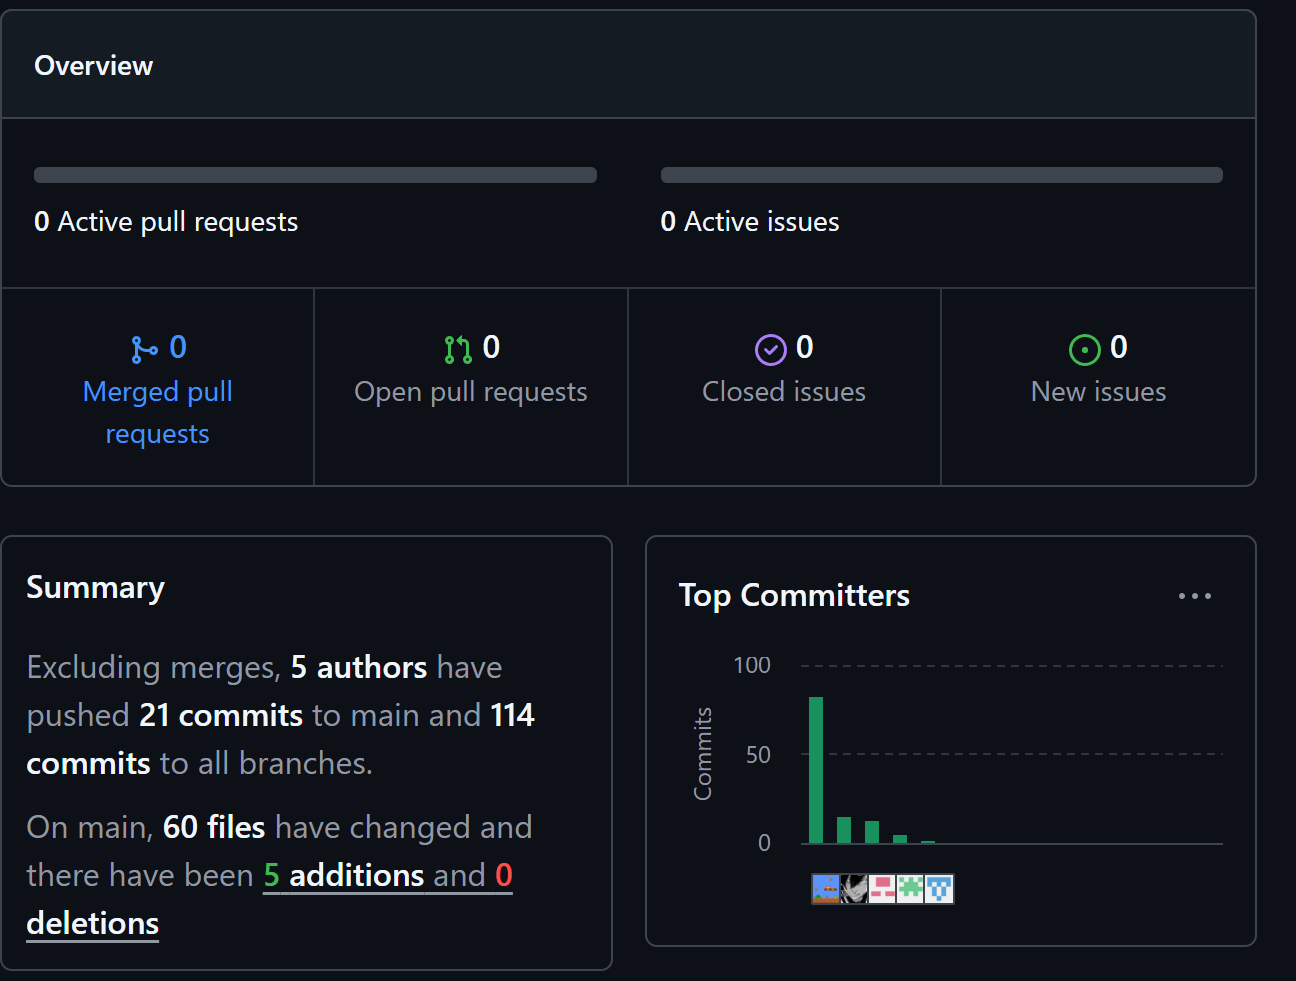 Overview
0 Active pull requests
0 Active issues
0
Merged pull
requests
0
Open pull requests
0
Closed issues
0
New issues
Summary
Excluding merges, 5 authors have
pushed 21 commits to main and 114
commits to all branches.
On main, 60 files have changed and
there have been 5 additions and 0
deletions
Top Committers
100
50
0
Commits